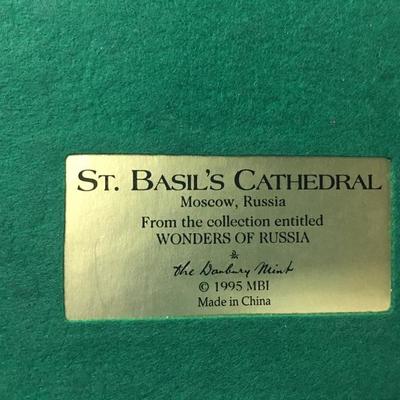 ST. BASIL'S CATHEDRAL
Moscow, Russia
From the collection entitled
WONDERS OF RUSSIA
the Danbury Mint
© 1995 MBI
Made in China